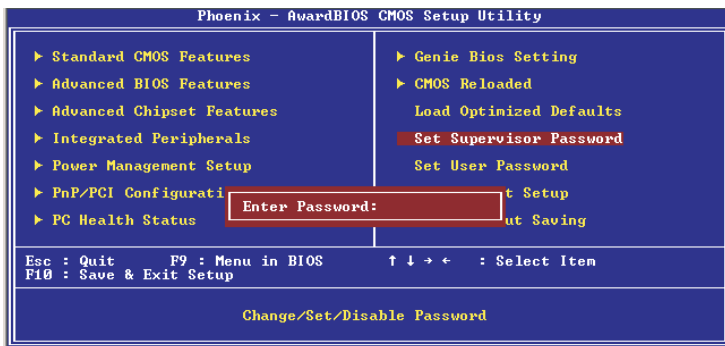 Phoenix - AwardBIOS CMOS Setup Utility
▶ Standard CMOS Features
▶ Advanced BIOS Features
▶ Advanced Chipset Features
▶ Integrated Peripherals
▶ Power Management Setup
▶ PnP/PCI Configurati
▶ PC Health Status
▶ Genie Bios Setting
▶ CMOS Reloaded
Load Optimized Defaults
Set Supervisor Password
Set User Password
t Setup
ut Saving
Enter Password:
Esc : Quit F9 : Menu in BIOS ↑ ↓ → ← : Select Item
F10 : Save & Exit Setup
Change/Set/Disable Password